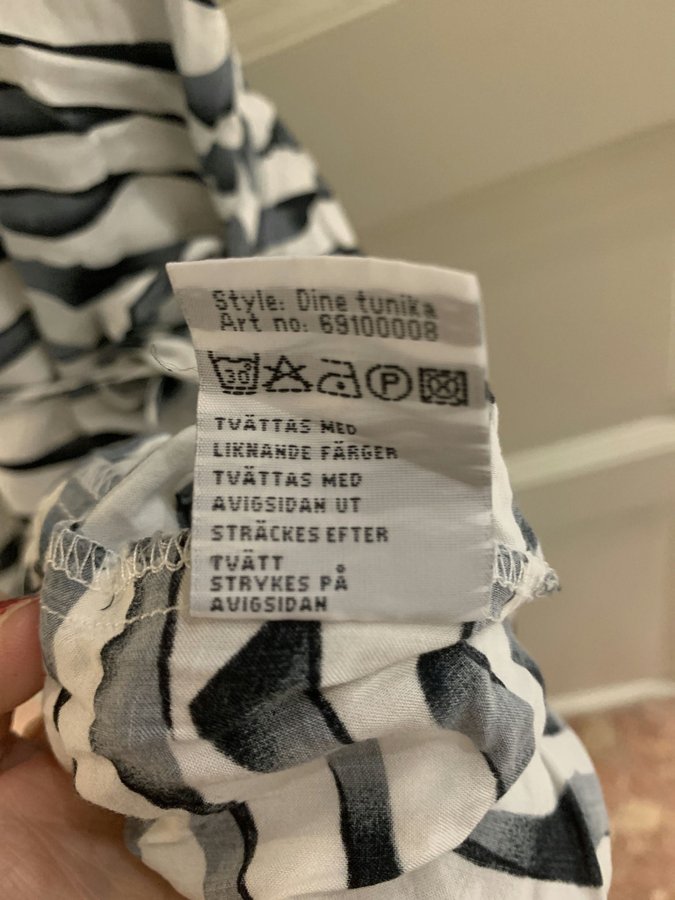 Style: Dine tunika
Art no: 69100008
30° P
TVÄTTAS MED
LIKNANDE FÄRGER
TVÄTTAS MED
AVIGSIDAN UT
STRÄCKES EFTER
TVÄTT
STRYKES PÅ
AVIGSIDAN